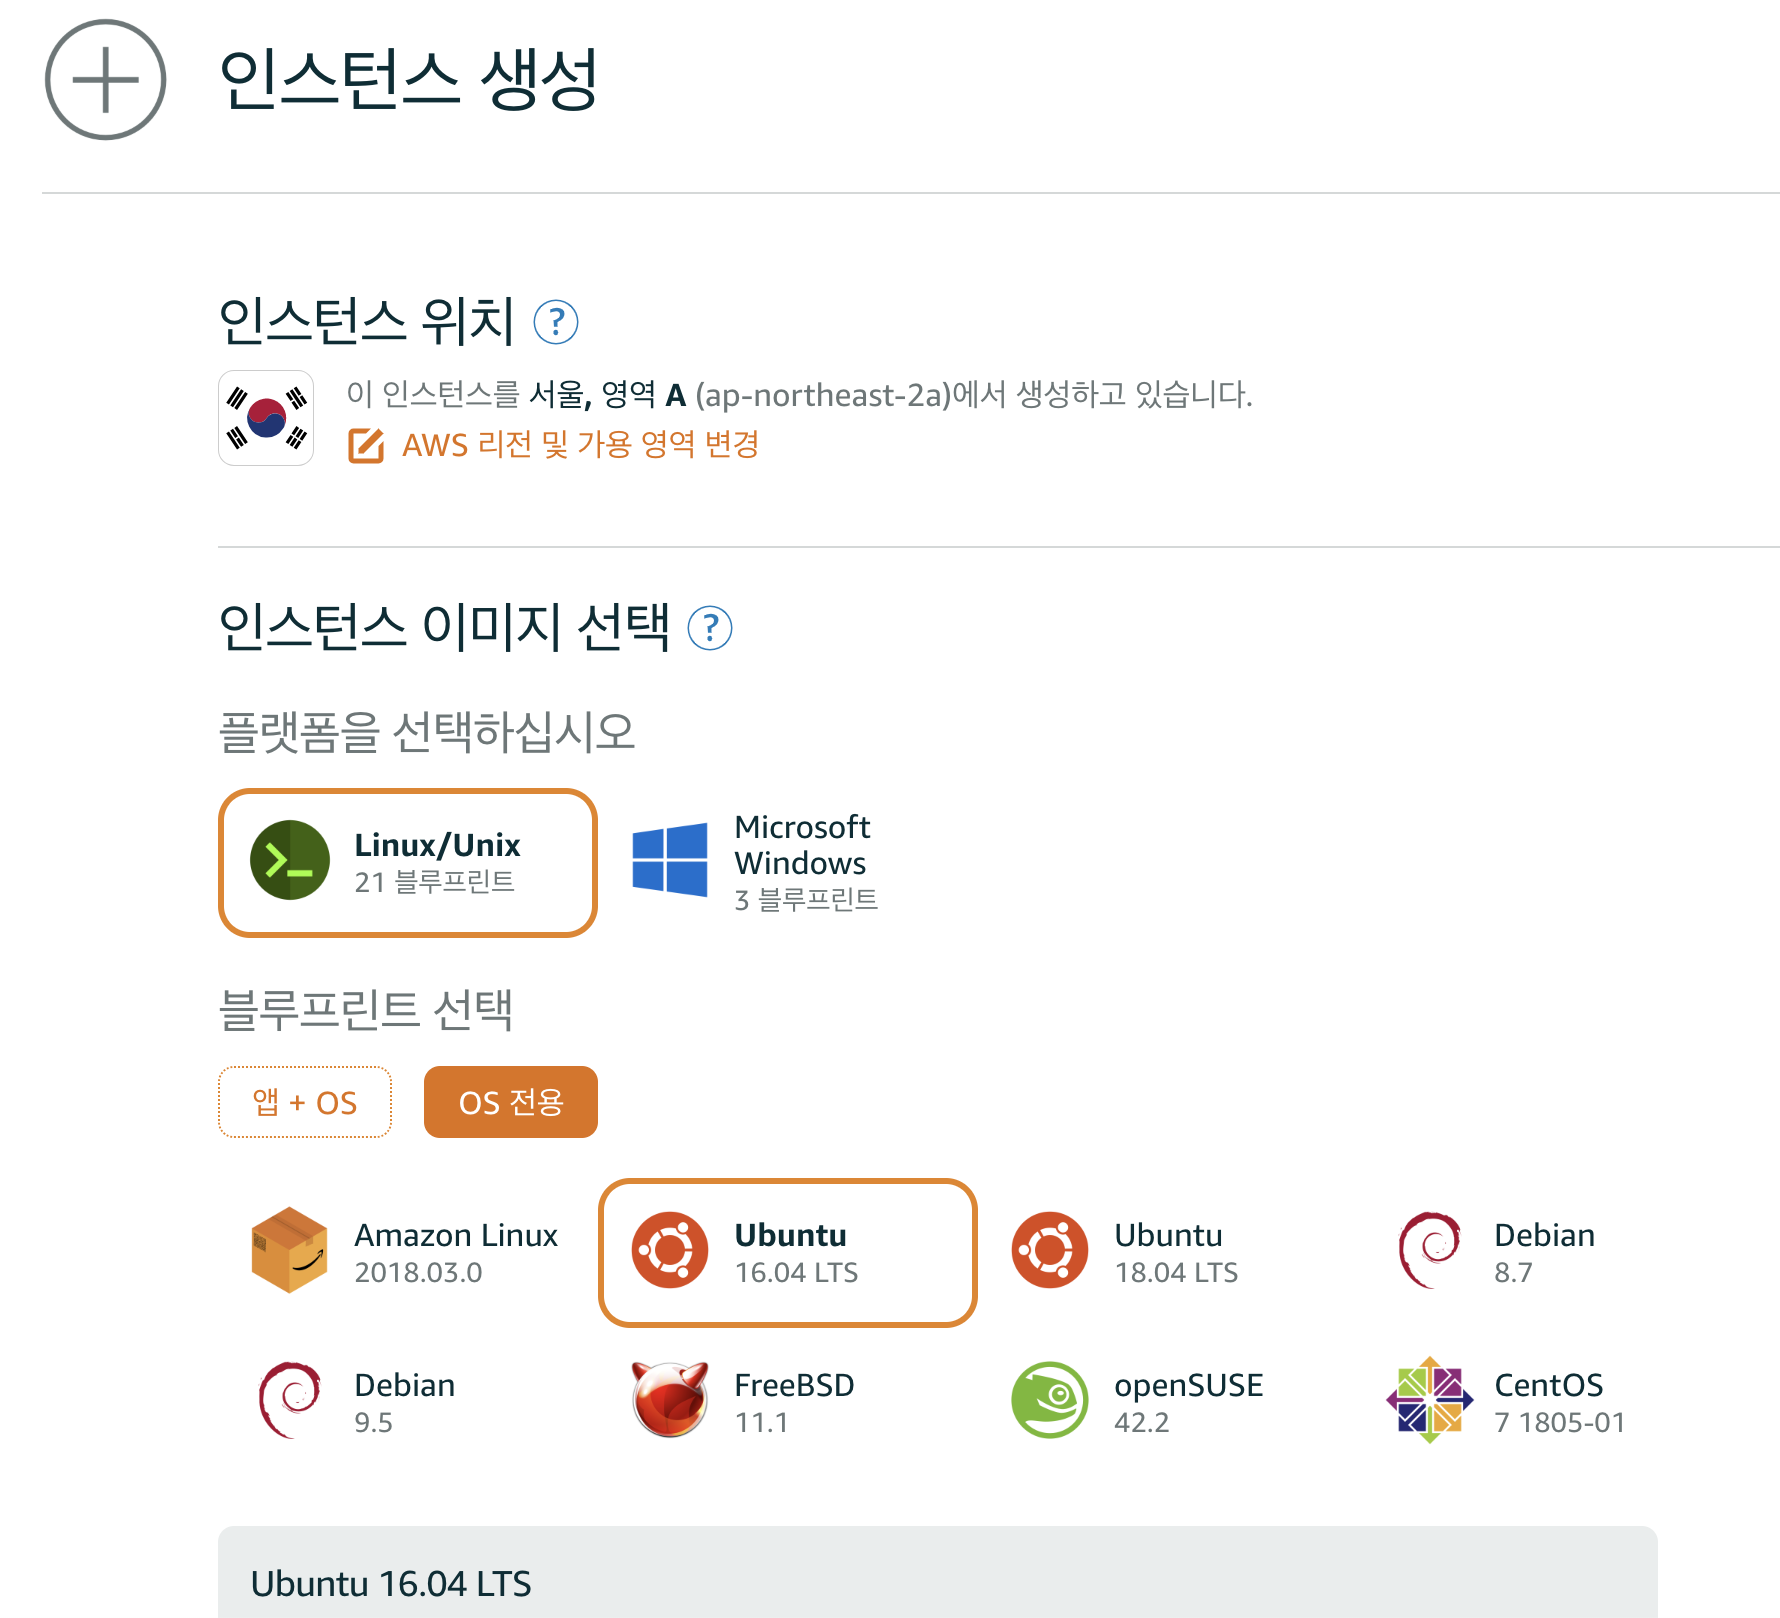 인스턴스 생성
인스턴스 위치 ?
이 인스턴스를 서울, 영역 A (ap-northeast-2a)에서 생성하고 있습니다.
AWS 리전 및 가용 영역 변경
인스턴스 이미지 선택 ?
플랫폼을 선택하십시오
Linux/Unix
21 블루프린트
Microsoft
Windows
3 블루프린트
블루프린트 선택
앱 + OS
OS 전용
Amazon Linux
2018.03.0
Ubuntu
16.04 LTS
Ubuntu
18.04 LTS
Debian
8.7
Debian
9.5
FreeBSD
11.1
openSUSE
42.2
CentOS
7 1805-01
Ubuntu 16.04 LTS